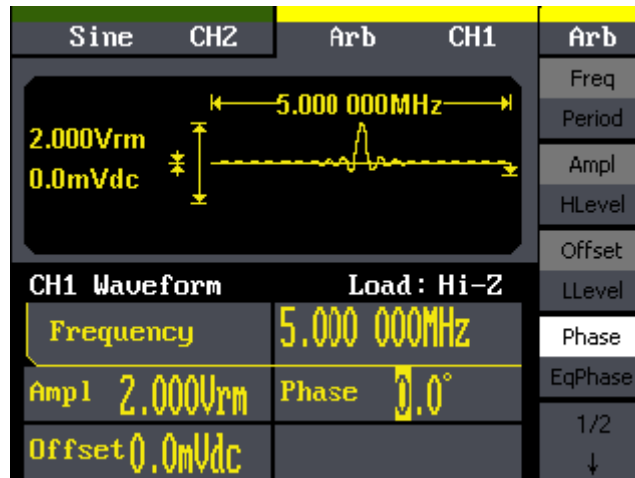 Sine CH2 Arb CH1 Arb
5.000 000MHz
2.000Vrm
0.0mVdc
CH1 Waveform Load: Hi-Z
Frequency 5.000 000MHz
Ampl 2.000Vrm Phase 0.0°
Offset 0.0mVdc
Freq
Period
Ampl
HLevel
Offset
LLevel
Phase
EqPhase
1/2
↓